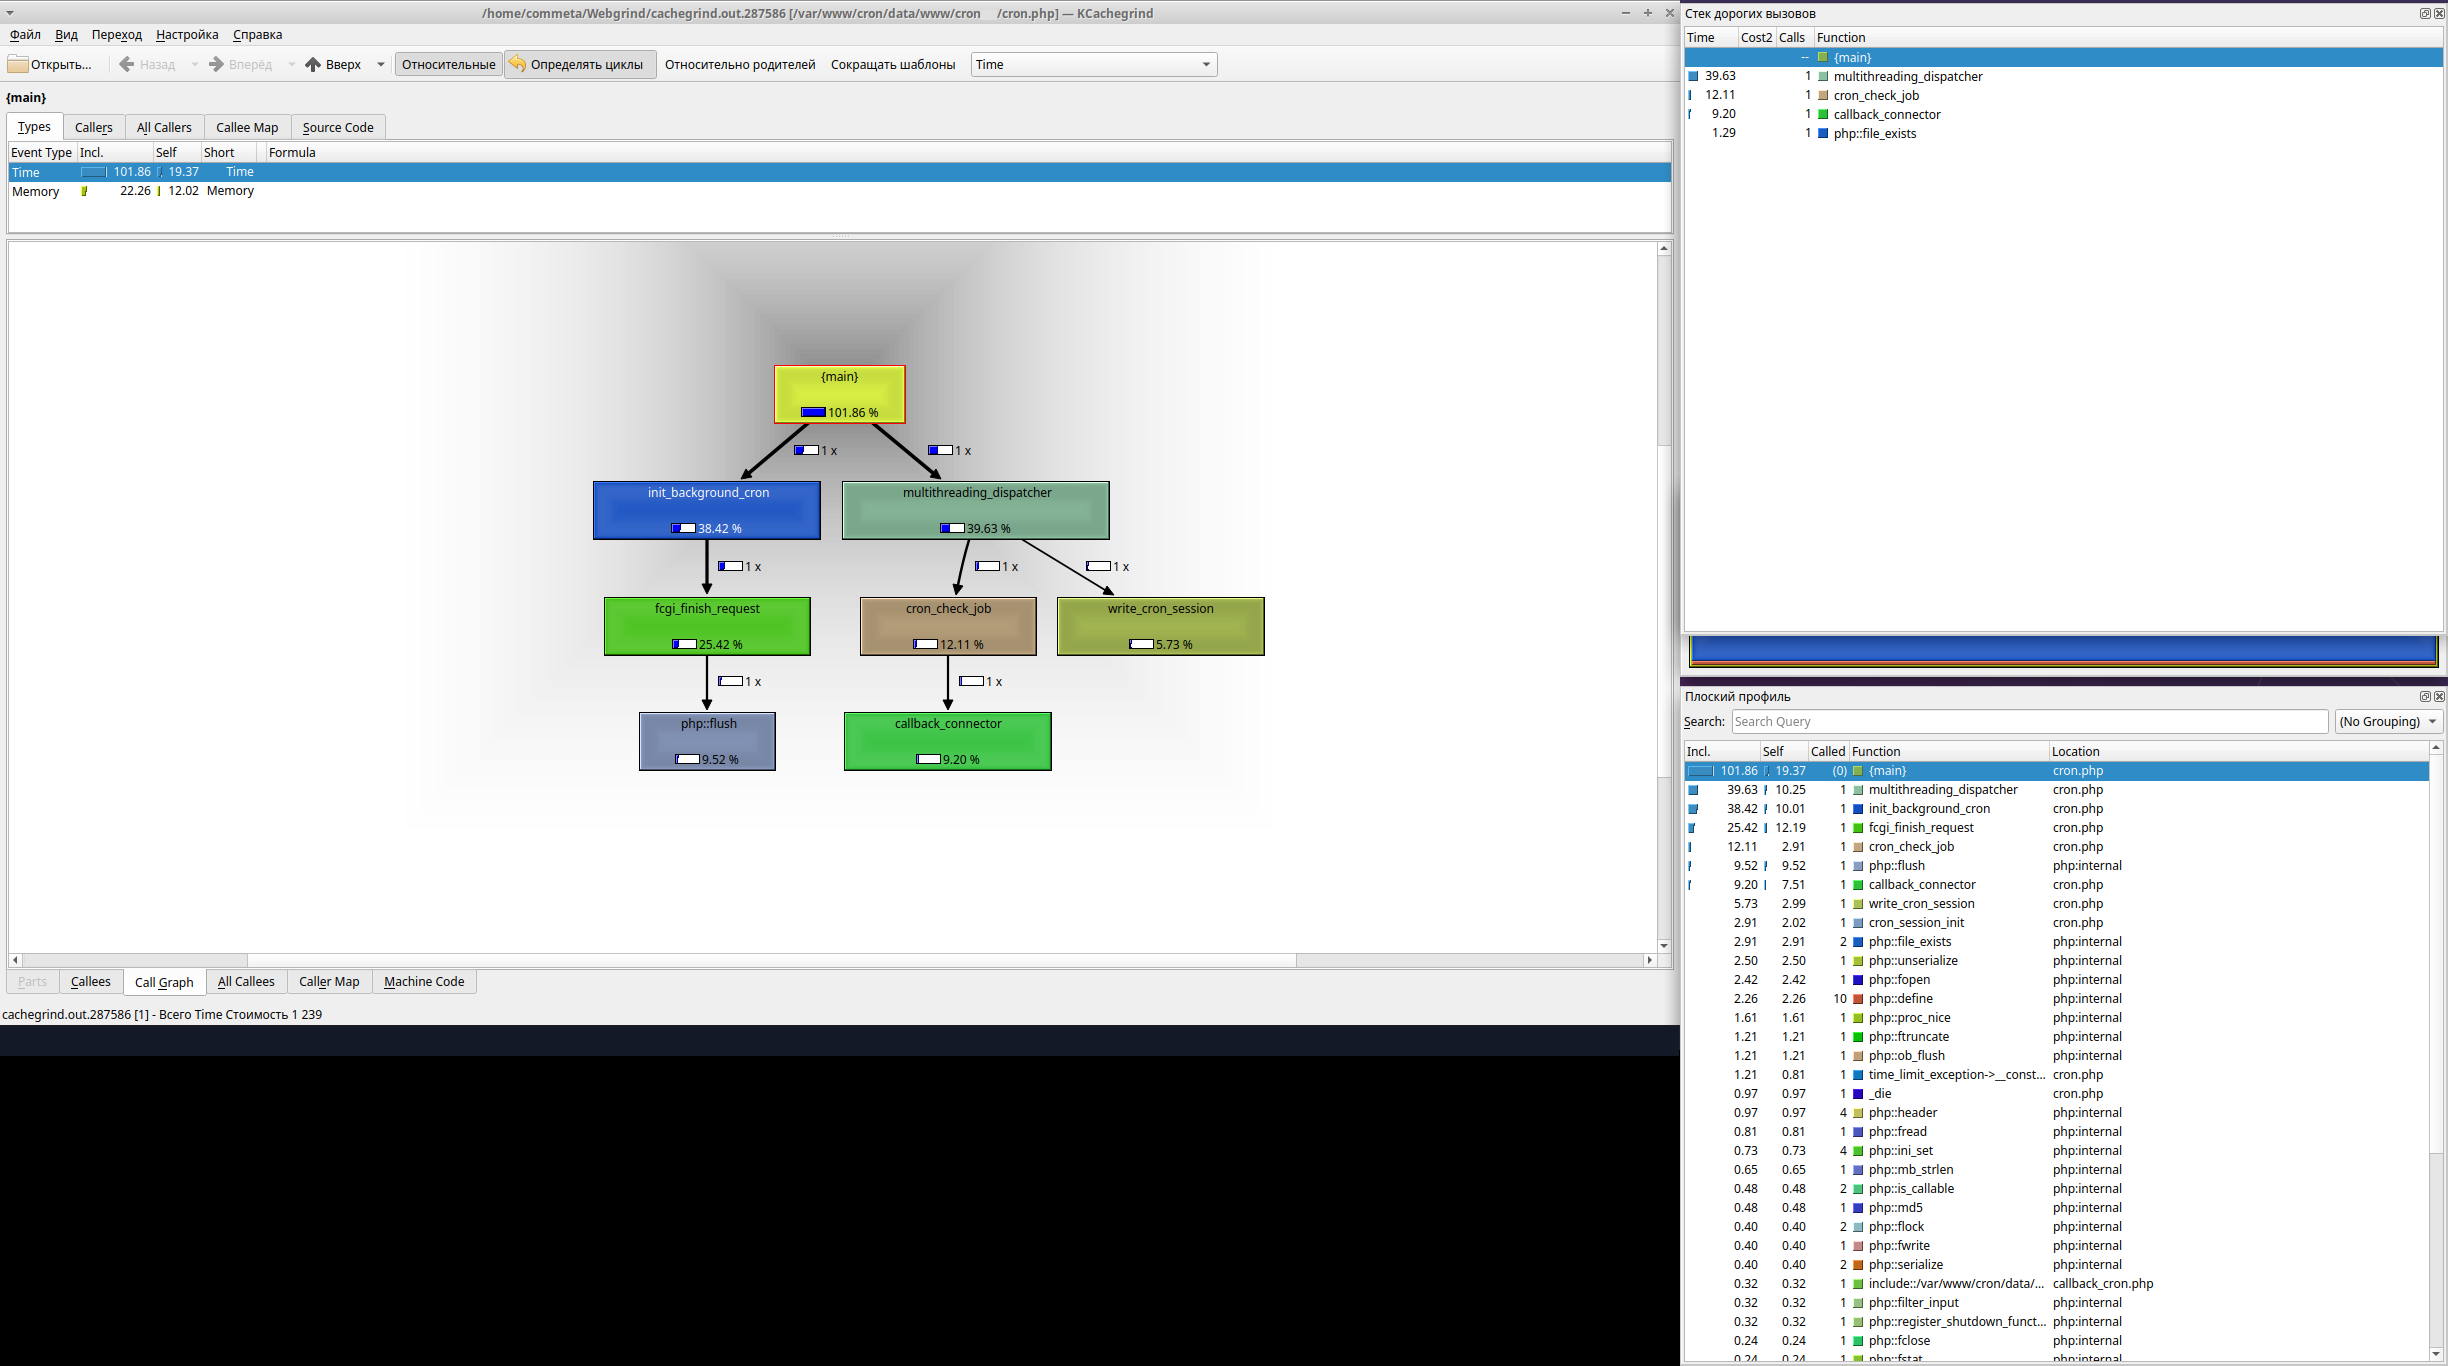 /home/commeta/Webgrind/cachegrind.out.287586 [/var/www/cron/data/www/cron /cron.php] — KCachegrind
Файл Вид Переход Настройка Справка
Открыть... Назад Вперёд Вверх Относительные Определять циклы Относительно родителей Сокращать шаблоны Time
{main}
Types Callers All Callers Callee Map Source Code
Event Type Incl. Self Short Formula
Time 101.86 19.37 Time
Memory 22.26 12.02 Memory
{main}
101.86 %
1 x 1 x
init_background_cron
38.42 %
multithreading_dispatcher
39.63 %
1 x 1 x 1 x
fcgi_finish_request
25.42 %
cron_check_job
12.11 %
write_cron_session
5.73 %
1 x 1 x
php::flush
9.52 %
callback_connector
9.20 %
Parts Callees Call Graph All Callees Caller Map Machine Code
cachegrind.out.287586 [1] - Всего Time Стоимость 1 239
Стек дорогих вызовов
Time Cost2 Calls Function
-- {main}
39.63 1 multithreading_dispatcher
12.11 1 cron_check_job
9.20 1 callback_connector
1.29 1 php::file_exists
Плоский профиль
Search: Search Query (No Grouping)
Incl. Self Called Function Location
101.86 19.37 (0) {main} cron.php
39.63 10.25 1 multithreading_dispatcher cron.php
38.42 10.01 1 init_background_cron cron.php
25.42 12.19 1 fcgi_finish_request cron.php
12.11 2.91 1 cron_check_job cron.php
9.52 9.52 1 php::flush php:internal
9.20 7.51 1 callback_connector cron.php
5.73 2.99 1 write_cron_session cron.php
2.91 2.02 1 cron_session_init cron.php
2.91 2.91 2 php::file_exists php:internal
2.50 2.50 1 php::unserialize php:internal
2.42 2.42 1 php::fopen php:internal
2.26 2.26 10 php::define php:internal
1.61 1.61 1 php::proc_nice php:internal
1.21 1.21 1 php::ftruncate php:internal
1.21 1.21 1 php::ob_flush php:internal
1.21 0.81 1 time_limit_exception->__const... cron.php
0.97 0.97 1 _die cron.php
0.97 0.97 4 php::header php:internal
0.81 0.81 1 php::fread php:internal
0.73 0.73 4 php::ini_set php:internal
0.65 0.65 1 php::mb_strlen php:internal
0.48 0.48 2 php::is_callable php:internal
0.48 0.48 1 php::md5 php:internal
0.40 0.40 2 php::flock php:internal
0.40 0.40 1 php::fwrite php:internal
0.40 0.40 2 php::serialize php:internal
0.32 0.32 1 include::/var/www/cron/data/... callback_cron.php
0.32 0.32 1 php::filter_input php:internal
0.32 0.32 1 php::register_shutdown_funct... php:internal
0.24 0.24 1 php::fclose php:internal
0.24 0.24 1 php::fstat php:internal